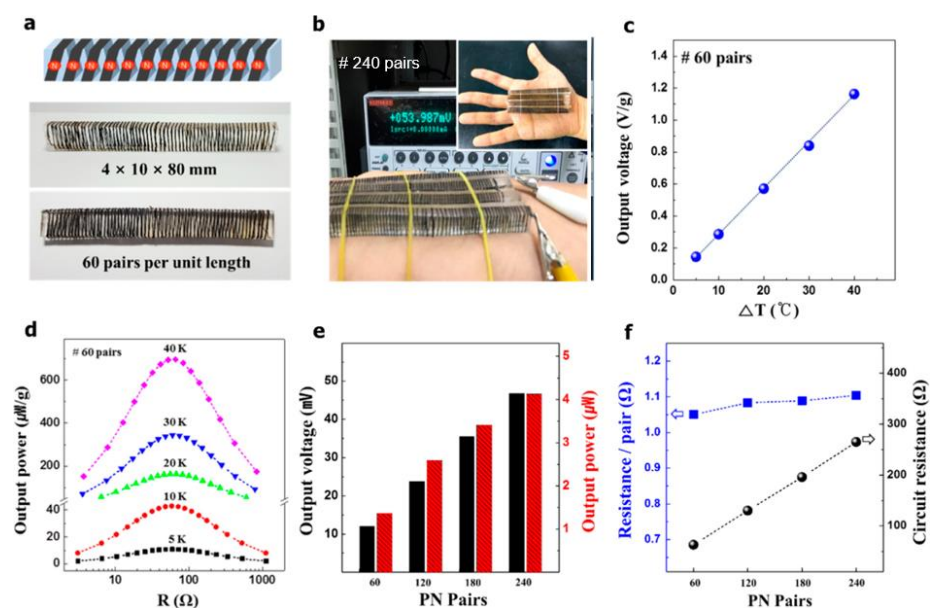 a
N N N N N N N N N N N N
4 × 10 × 80 mm
60 pairs per unit length
b
# 240 pairs
+053.987mV
c
# 60 pairs
Output voltage (V/g)
1.4
1.2
1.0
0.8
0.6
0.4
0.2
0.0
0 10 20 30 40 50
△T (℃)
d
# 60 pairs
Output power (㎼/g)
600
400
200
40
20
0
40 K
30 K
20 K
10 K
5 K
10 100 1000
R (Ω)
e
Output voltage (mV)
50
40
30
20
10
60 120 180 240
PN Pairs
5
4
3
2
1
Output power (㎼)
f
Resistance / pair (Ω)
1.2
1.1
1.0
0.9
0.8
0.7
60 120 180 240
PN Pairs
400
300
200
100
Circuit resistance (Ω)